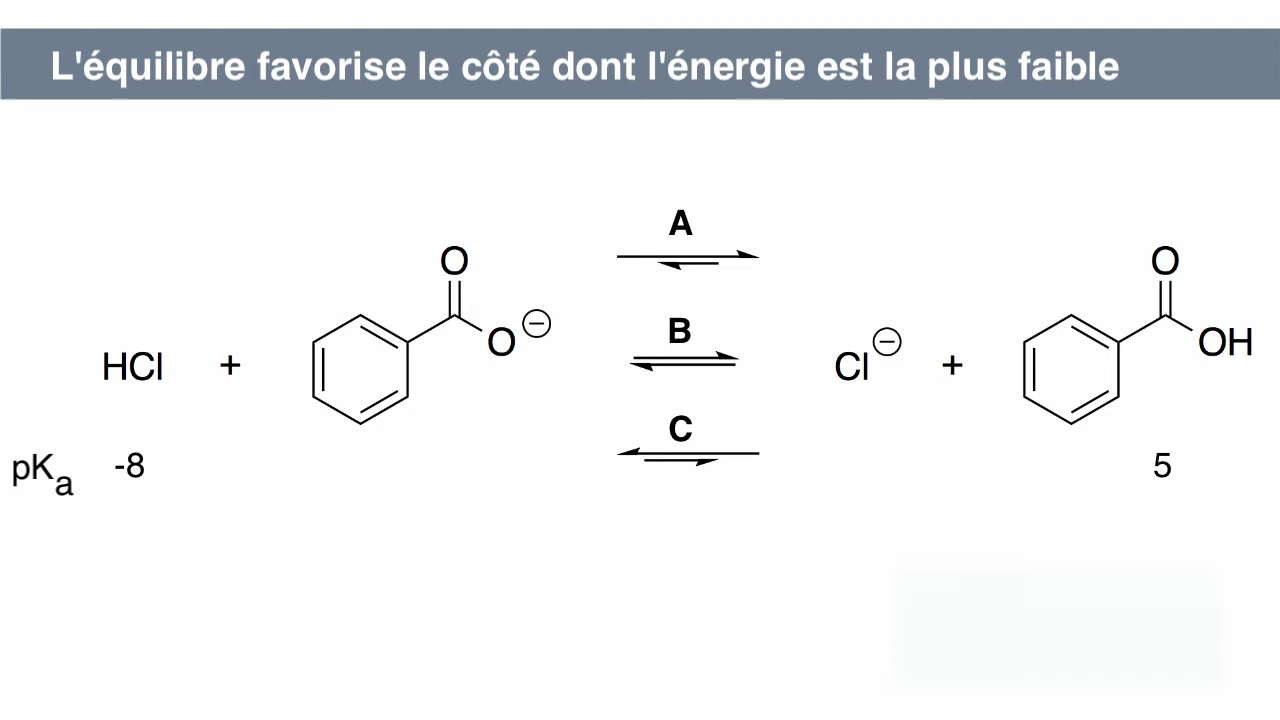 L'équilibre favorise le côté dont l'énergie est la plus faible
A
O
O
O ⊖
B
HCl + Cl ⊖ + OH
C
pKa -8 5